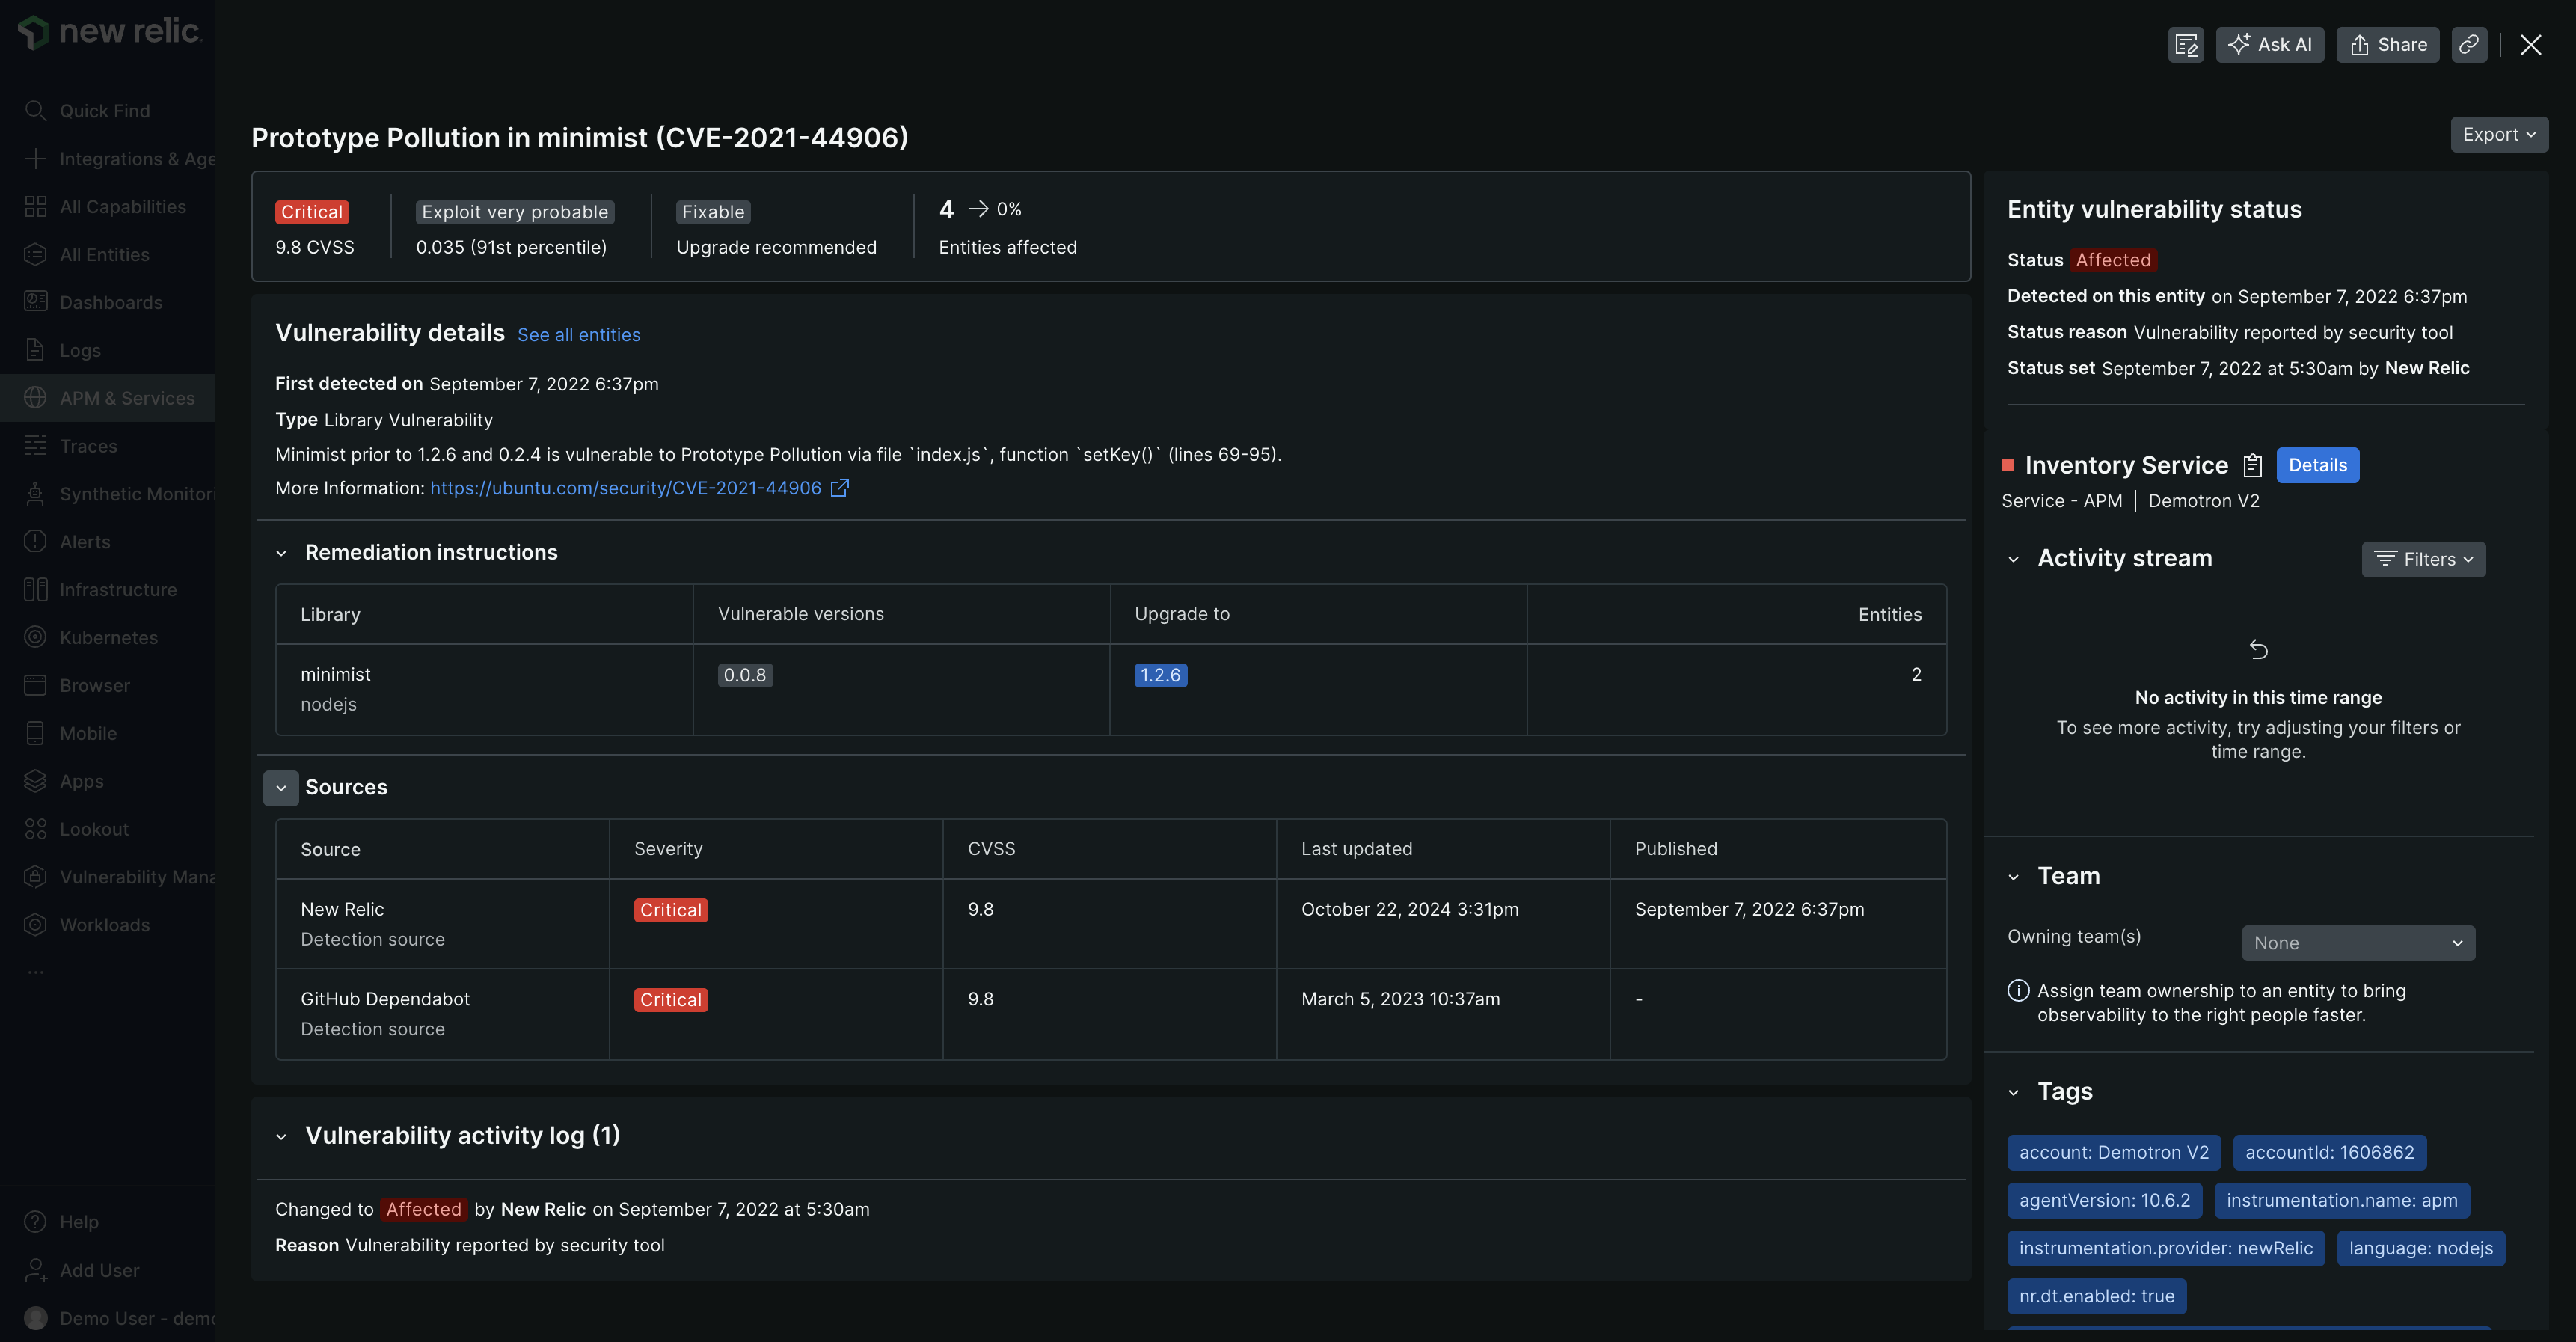 new relic
Quick Find
Integrations & Age
All Capabilities
All Entities
Dashboards
Logs
APM & Services
Traces
Synthetic Monitori
Alerts
Infrastructure
Kubernetes
Browser
Mobile
Apps
Lookout
Vulnerability Mana
Workloads
...
Help
Add User
Demo User - demo
Ask AI
Share
Prototype Pollution in minimist (CVE-2021-44906)
Export
Critical
9.8 CVSS
Exploit very probable
0.035 (91st percentile)
Fixable
Upgrade recommended
4 → 0%
Entities affected
Vulnerability details See all entities
First detected on September 7, 2022 6:37pm
Type Library Vulnerability
Minimist prior to 1.2.6 and 0.2.4 is vulnerable to Prototype Pollution via file `index.js`, function `setKey()` (lines 69-95).
More Information: https://ubuntu.com/security/CVE-2021-44906
Remediation instructions
Library Vulnerable versions Upgrade to Entities
minimist 0.0.8 1.2.6 2
nodejs
Sources
Source Severity CVSS Last updated Published
New Relic Critical 9.8 October 22, 2024 3:31pm September 7, 2022 6:37pm
Detection source
GitHub Dependabot Critical 9.8 March 5, 2023 10:37am -
Detection source
Vulnerability activity log (1)
Changed to Affected by New Relic on September 7, 2022 at 5:30am
Reason Vulnerability reported by security tool
Entity vulnerability status
Status Affected
Detected on this entity on September 7, 2022 6:37pm
Status reason Vulnerability reported by security tool
Status set September 7, 2022 at 5:30am by New Relic
Inventory Service Details
Service - APM | Demotron V2
Activity stream Filters
No activity in this time range
To see more activity, try adjusting your filters or
time range.
Team
Owning team(s) None
Assign team ownership to an entity to bring
observability to the right people faster.
Tags
account: Demotron V2 accountId: 1606862
agentVersion: 10.6.2 instrumentation.name: apm
instrumentation.provider: newRelic language: nodejs
nr.dt.enabled: true